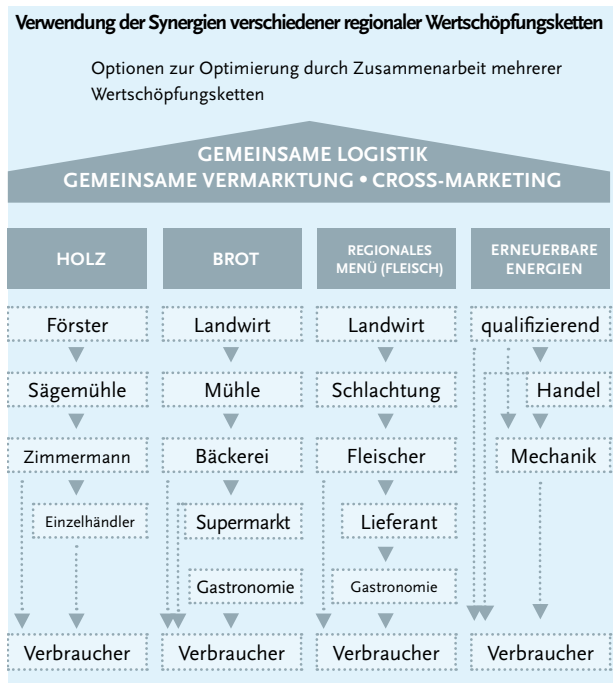 Verwendung der Synergien verschiedener regionaler Wertschöpfungsketten
Optionen zur Optimierung durch Zusammenarbeit mehrerer
Wertschöpfungsketten
GEMEINSAME LOGISTIK
GEMEINSAME VERMARKTUNG • CROSS-MARKETING
HOLZ
Förster
Sägemühle
Zimmermann
Einzelhändler
Verbraucher
BROT
Landwirt
Mühle
Bäckerei
Supermarkt
Gastronomie
Verbraucher
REGIONALES
MENÜ (FLEISCH)
Landwirt
Schlachtung
Fleischer
Lieferant
Gastronomie
Verbraucher
ERNEUERBARE
ENERGIEN
qualifizierend
Handel
Mechanik
Verbraucher